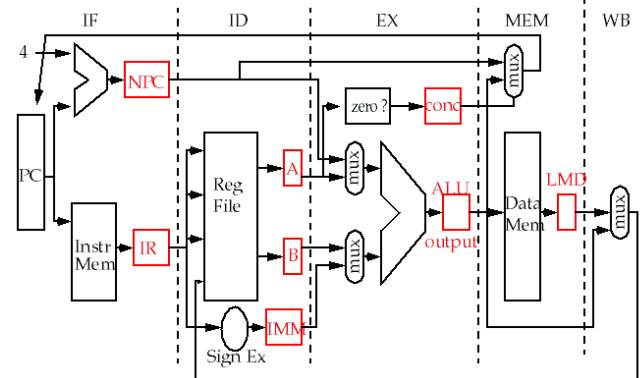 IF ID EX MEM WB
4
NPC
mux
zero ?
cond
PC
Reg
File
A
mux
ALU
output
Data
Mem
LMD
mux
Instr
Mem
IR
B
mux
IMM
Sign Ex